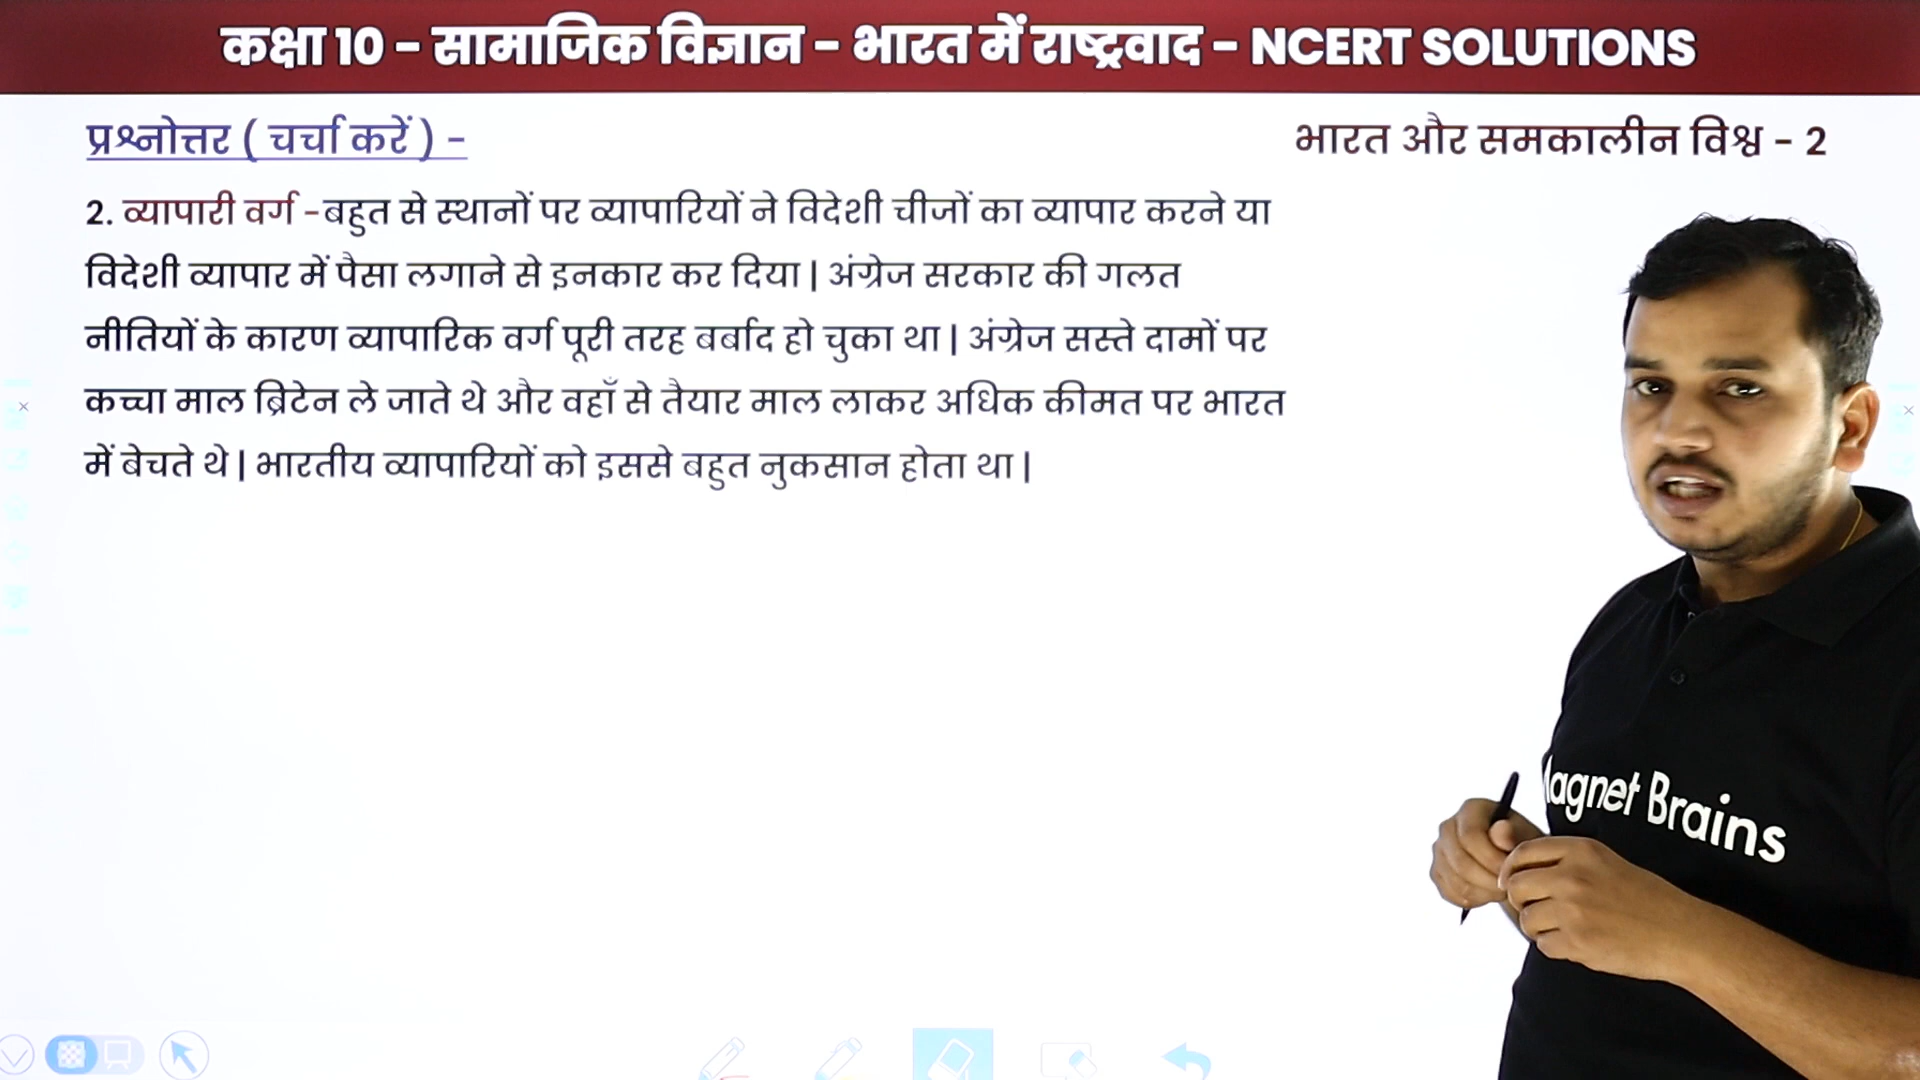 कक्षा 10 - सामाजिक विज्ञान - भारत में राष्ट्रवाद - NCERT SOLUTIONS
प्रश्नोत्तर ( चर्चा करें ) -
भारत और समकालीन विश्व - 2
2. व्यापारी वर्ग -बहुत से स्थानों पर व्यापारियों ने विदेशी चीजों का व्यापार करने या
विदेशी व्यापार में पैसा लगाने से इनकार कर दिया | अंग्रेज सरकार की गलत
नीतियों के कारण व्यापारिक वर्ग पूरी तरह बर्बाद हो चुका था | अंग्रेज सस्ते दामों पर
कच्चा माल ब्रिटेन ले जाते थे और वहाँ से तैयार माल लाकर अधिक कीमत पर भारत
में बेचते थे | भारतीय व्यापारियों को इससे बहुत नुकसान होता था |
Magnet Brains